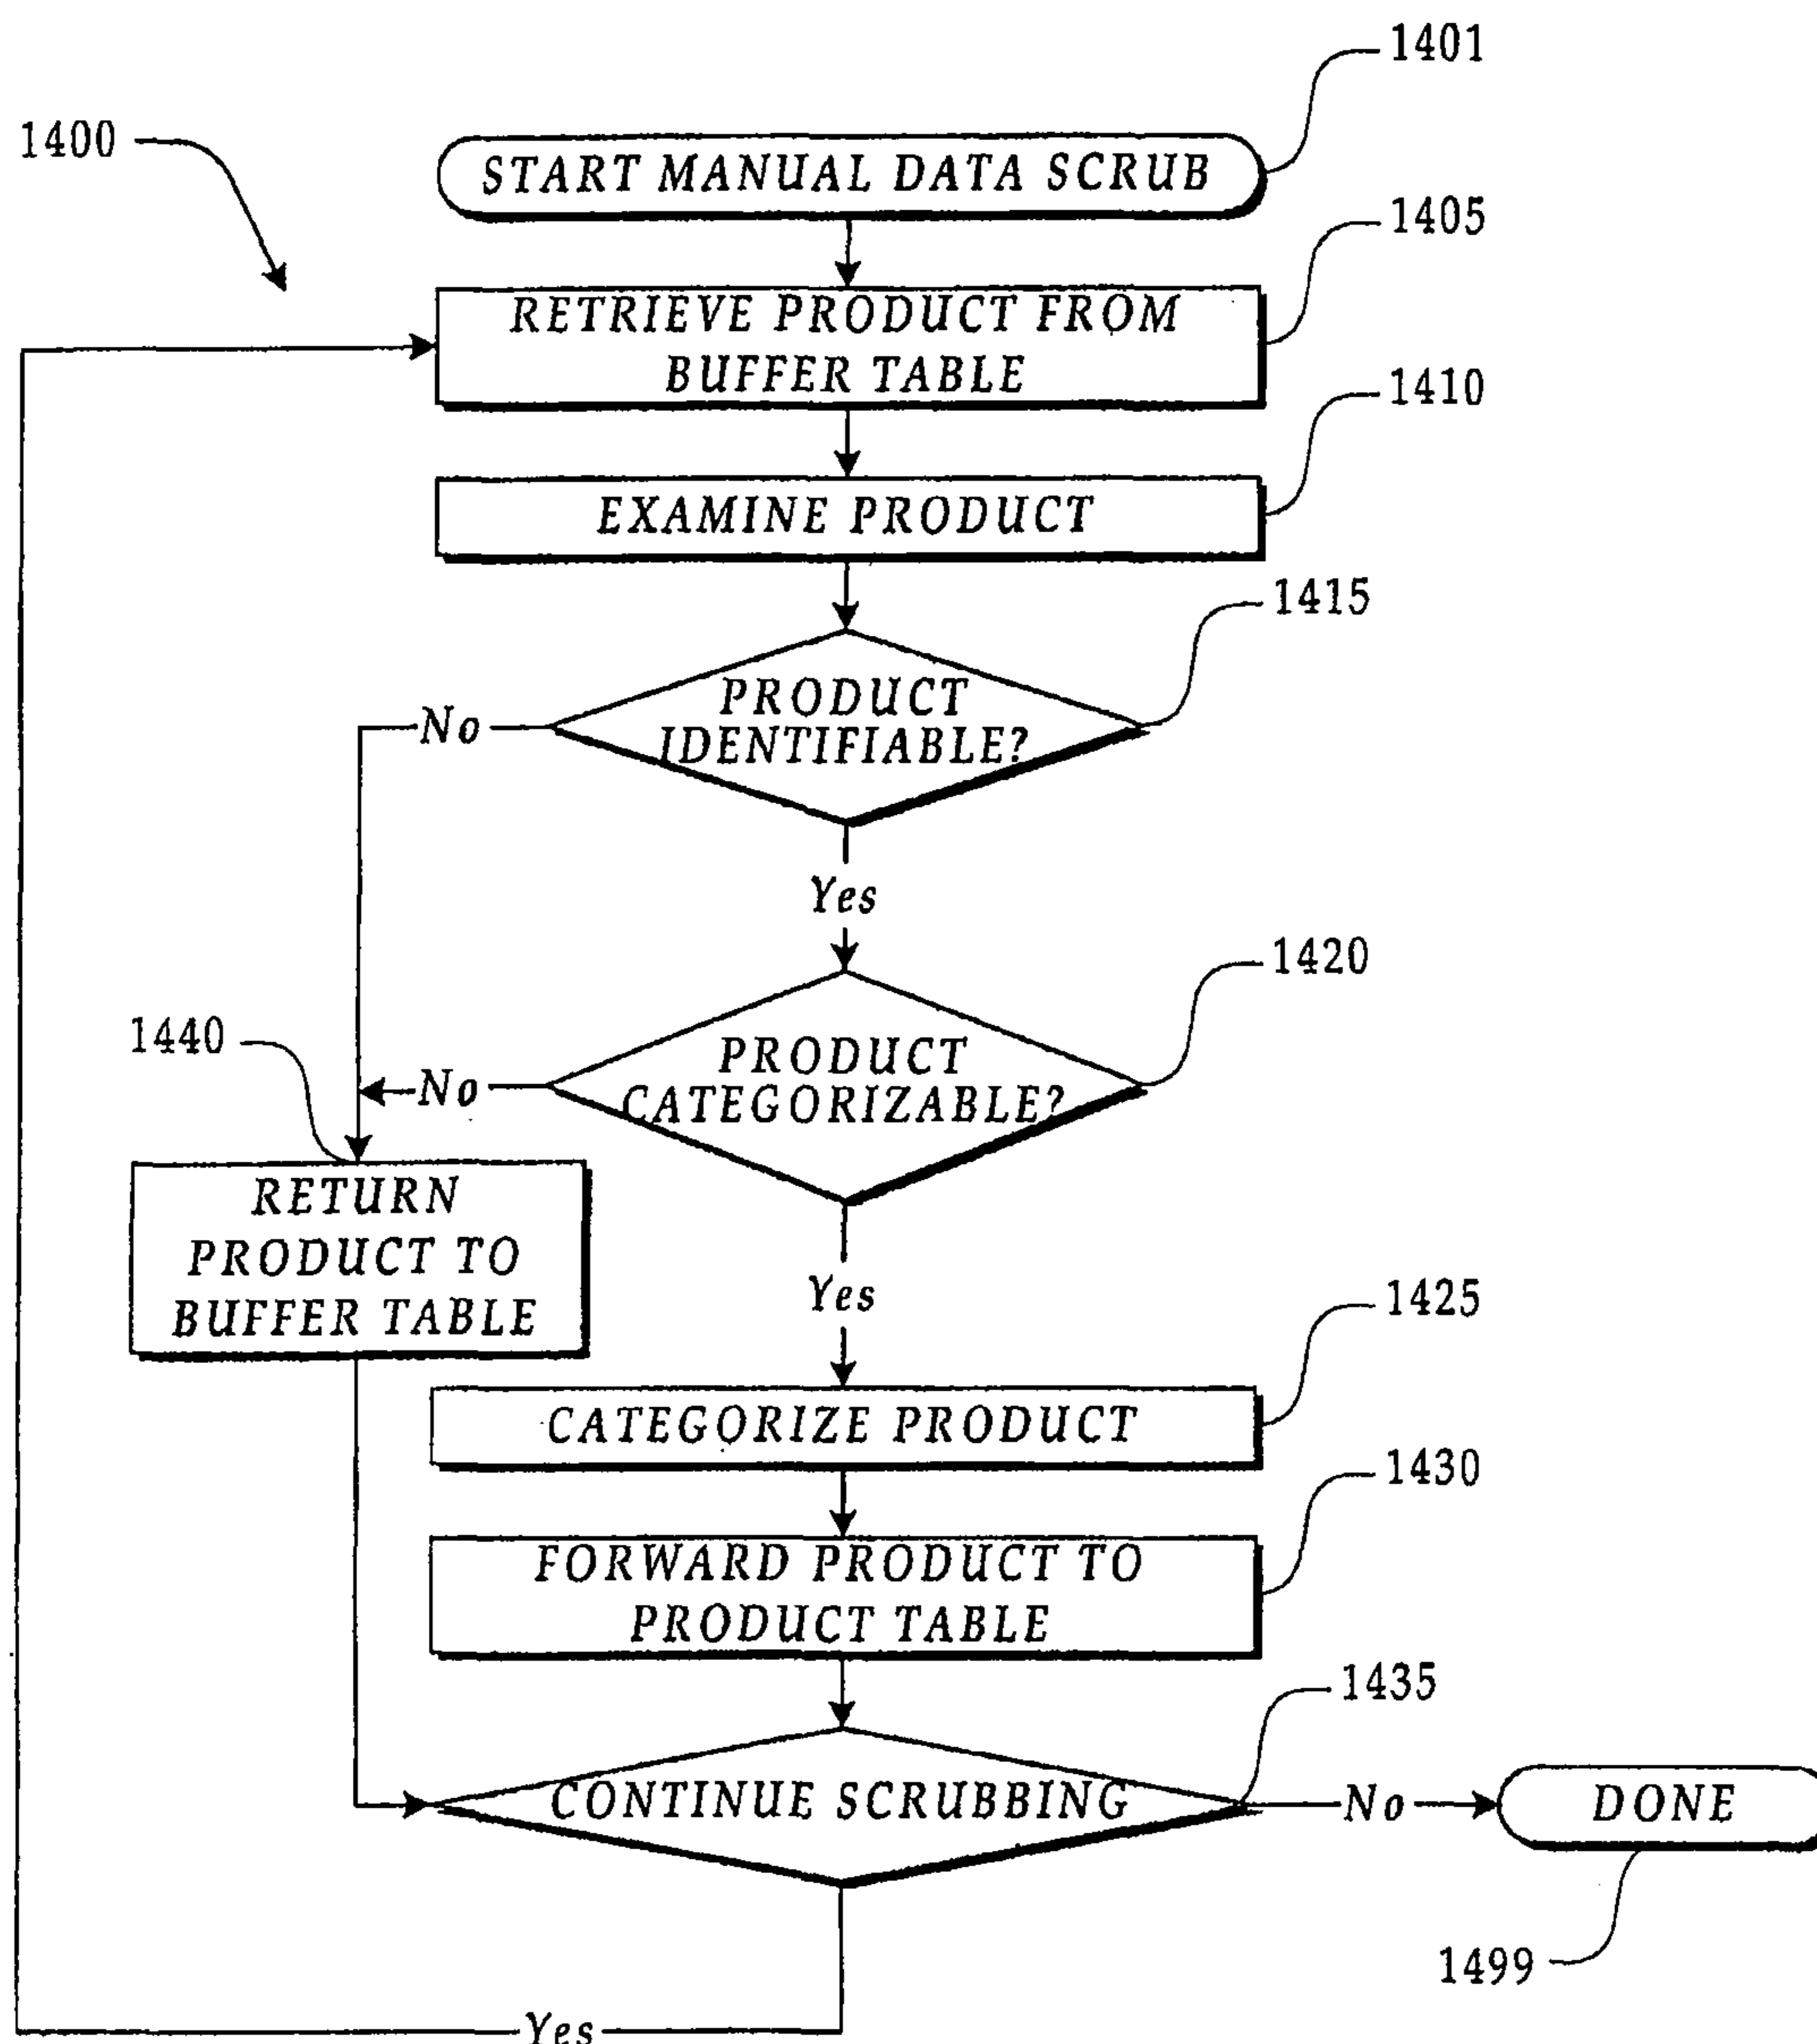 1401
1400
START MANUAL DATA SCRUB
1405
RETRIEVE PRODUCT FROM
BUFFER TABLE
1410
EXAMINE PRODUCT
1415
PRODUCT
IDENTIFIABLE?
No
Yes
1420
1440
PRODUCT
CATEGORIZABLE?
No
RETURN
PRODUCT TO
BUFFER TABLE
Yes
1425
CATEGORIZE PRODUCT
1430
FORWARD PRODUCT TO
PRODUCT TABLE
1435
CONTINUE SCRUBBING
No
DONE
1499
Yes